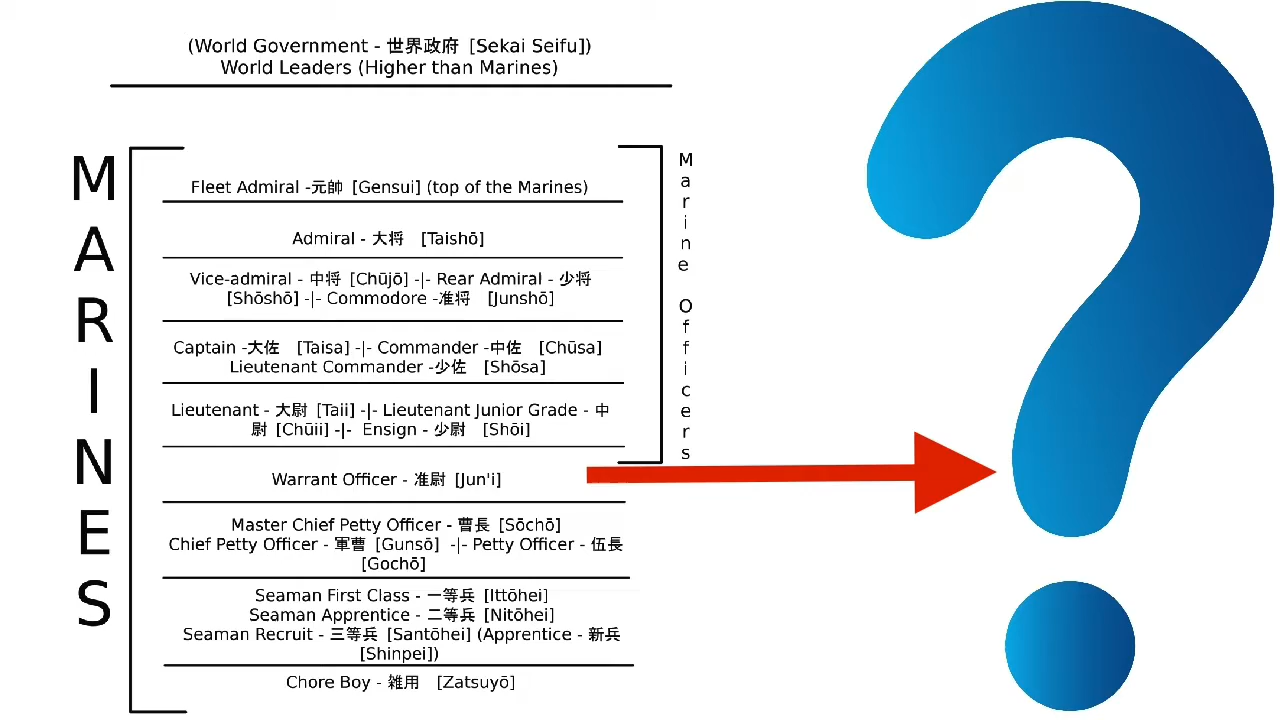 (World Government - 世界政府 [Sekai Seifu])
World Leaders (Higher than Marines)
MARINES
Fleet Admiral -元帥 [Gensui] (top of the Marines)
Admiral - 大将 [Taishō]
Vice-admiral - 中将 [Chūjō] -|- Rear Admiral - 少将
[Shōshō] -|- Commodore -准将 [Junshō]
Captain -大佐 [Taisa] -|- Commander -中佐 [Chūsa]
Lieutenant Commander -少佐 [Shōsa]
Lieutenant - 大尉 [Taii] -|- Lieutenant Junior Grade - 中
尉 [Chūii] -|- Ensign - 少尉 [Shōi]
Marine Officers
Warrant Officer - 准尉 [Jun'i]
Master Chief Petty Officer - 曹長 [Sōchō]
Chief Petty Officer - 軍曹 [Gunsō] -|- Petty Officer - 伍長
[Gochō]
Seaman First Class - 一等兵 [Ittōhei]
Seaman Apprentice - 二等兵 [Nitōhei]
Seaman Recruit - 三等兵 [Santōhei] (Apprentice - 新兵
[Shinpei])
Chore Boy - 雑用 [Zatsuyō]
?